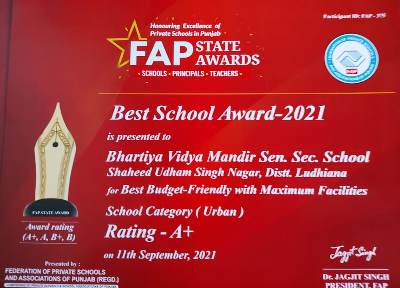 Participant ID: FAP -
Honouring Excellence of
Private Schools in Punjab
FAP STATE AWARDS
· SCHOOLS · PRINCIPALS · TEACHERS ·
Best School Award-2021
is presented to
Bhartiya Vidya Mandir Sen. Sec. School
Shaheed Udham Singh Nagar, Distt. Ludhiana
for Best Budget-Friendly with Maximum Facilities
School Category ( Urban )
Rating - A+
on 11th September, 2021
FAP STATE AWARD
Award rating
(A+, A, B+, B)
Presented by :
FEDERATION OF PRIVATE SCHOOLS
AND ASSOCIATIONS OF PUNJAB (REGD.)
Jagjit Singh
Dr. JAGJIT SINGH
PRESIDENT, FAP